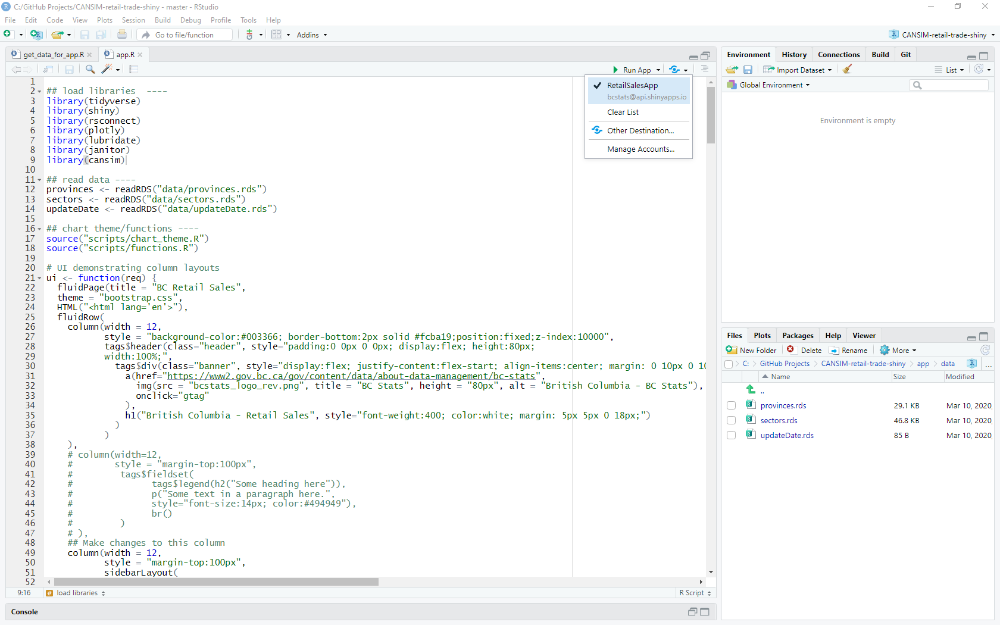 C:/GitHub Projects/CANSIM-retail-trade-shiny - master - RStudio
File Edit Code View Plots Session Build Debug Profile Tools Help
Go to file/function Addins CANSIM-retail-trade-shiny
get_data_for_app.R app.R
Run App
RetailSalesApp
bcstats@api.shinyapps.io
Clear List
Other Destination...
Manage Accounts...
1
2 ## load libraries  ----
3 library(tidyverse)
4 library(shiny)
5 library(rsconnect)
6 library(plotly)
7 library(lubridate)
8 library(janitor)
9 library(cansim)
10
11 ## read data ----
12 provinces <- readRDS("data/provinces.rds")
13 sectors <- readRDS("data/sectors.rds")
14 updateDate <- readRDS("data/updateDate.rds")
15
16 ## chart theme/functions ----
17 source("scripts/chart_theme.R")
18 source("scripts/functions.R")
19
20 # UI demonstrating column layouts
21 ui <- function(req) {
22 fluidPage(title = "BC Retail Sales",
23 theme = "bootstrap.css",
24 HTML("<html lang='en'>"),
25 fluidRow(
26 column(width = 12,
27 style = "background-color:#003366; border-bottom:2px solid #fcba19;position:fixed;z-index:10000",
28 tags$header(class="header", style="padding:0 0px 0 0px; display:flex; height:80px;
29 width:100%;",
30 tags$div(class="banner", style="display:flex; justify-content:flex-start; align-items:center; margin: 0 10px 0 10
31 a(href="https://www2.gov.bc.ca/gov/content/data/about-data-management/bc-stats",
32 img(src = "bcstats_logo_rev.png", title = "BC Stats", height = "80px", alt = "British Columbia - BC Stats"),
33 onclick="gtag"
34 ),
35 h1("British Columbia - Retail Sales", style="font-weight:400; color:white; margin: 5px 5px 0 18px;")
36 )
37 )
38 ),
39 # column(width=12,
40 # style = "margin-top:100px",
41 # tags$fieldset(
42 # tags$legend(h2("Some heading here")),
43 # p("Some text in a paragraph here.",
44 # style="font-size:14px; color:#494949"),
45 # br()
46 # )
47 # ),
48 ## Make changes to this column
49 column(width = 12,
50 style = "margin-top:100px",
51 sidebarLayout(
52
9:16 # load libraries R Script
Console
Environment History Connections Build Git
Import Dataset List
Global Environment
Environment is empty
Files Plots Packages Help Viewer
New Folder Delete Rename More
C: GitHub Projects CANSIM-retail-trade-shiny app data ...
Name Size Modified
..
provinces.rds 29.1 KB Mar 10, 2020,
sectors.rds 46.8 KB Mar 10, 2020,
updateDate.rds 85 B Mar 10, 2020,